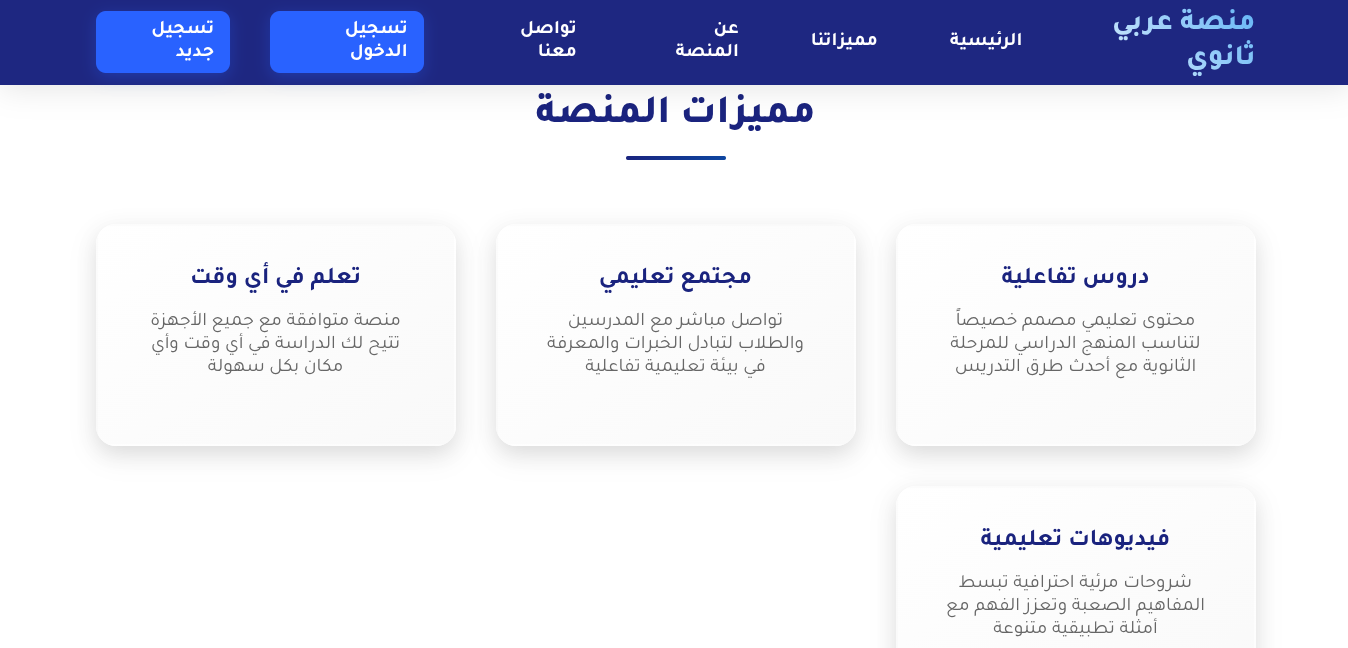 منصة عربي
ثانوي
الرئيسية
مميزاتنا
عن
المنصة
تواصل
معنا
تسجيل
الدخول
تسجيل
جديد
مميزات المنصة
دروس تفاعلية
محتوى تعليمي مصمم خصيصاً
لتناسب المنهج الدراسي للمرحلة
الثانوية مع أحدث طرق التدريس
مجتمع تعليمي
تواصل مباشر مع المدرسين
والطلاب لتبادل الخبرات والمعرفة
في بيئة تعليمية تفاعلية
تعلم في أي وقت
منصة متوافقة مع جميع الأجهزة
تتيح لك الدراسة في أي وقت وأي
مكان بكل سهولة
فيديوهات تعليمية
شروحات مرئية احترافية تبسط
المفاهيم الصعبة وتعزز الفهم مع
أمثلة تطبيقية متنوعة